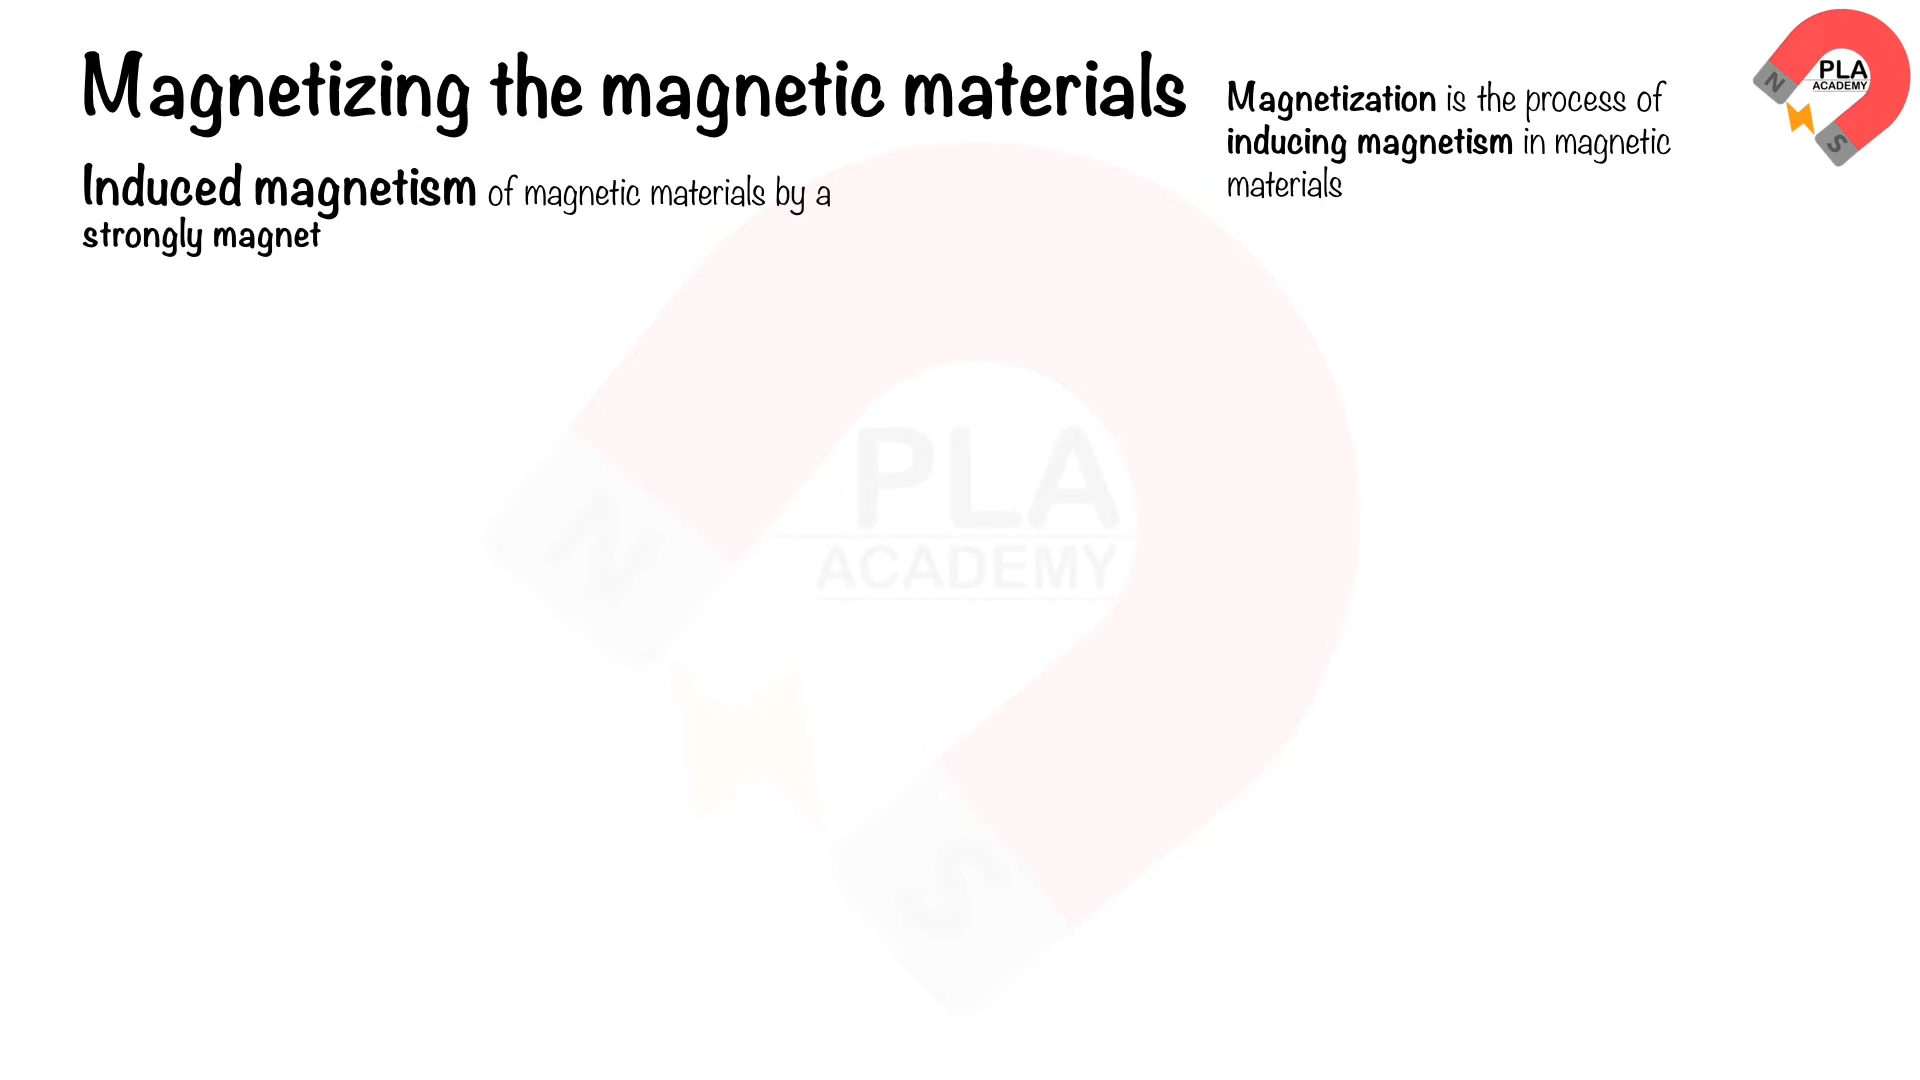 Magnetizing the magnetic materials
Induced magnetism of magnetic materials by a
strongly magnet
Magnetization is the process of
inducing magnetism in magnetic
materials
N
PLA
ACADEMY
S
PLA
ACADEMY
N
S